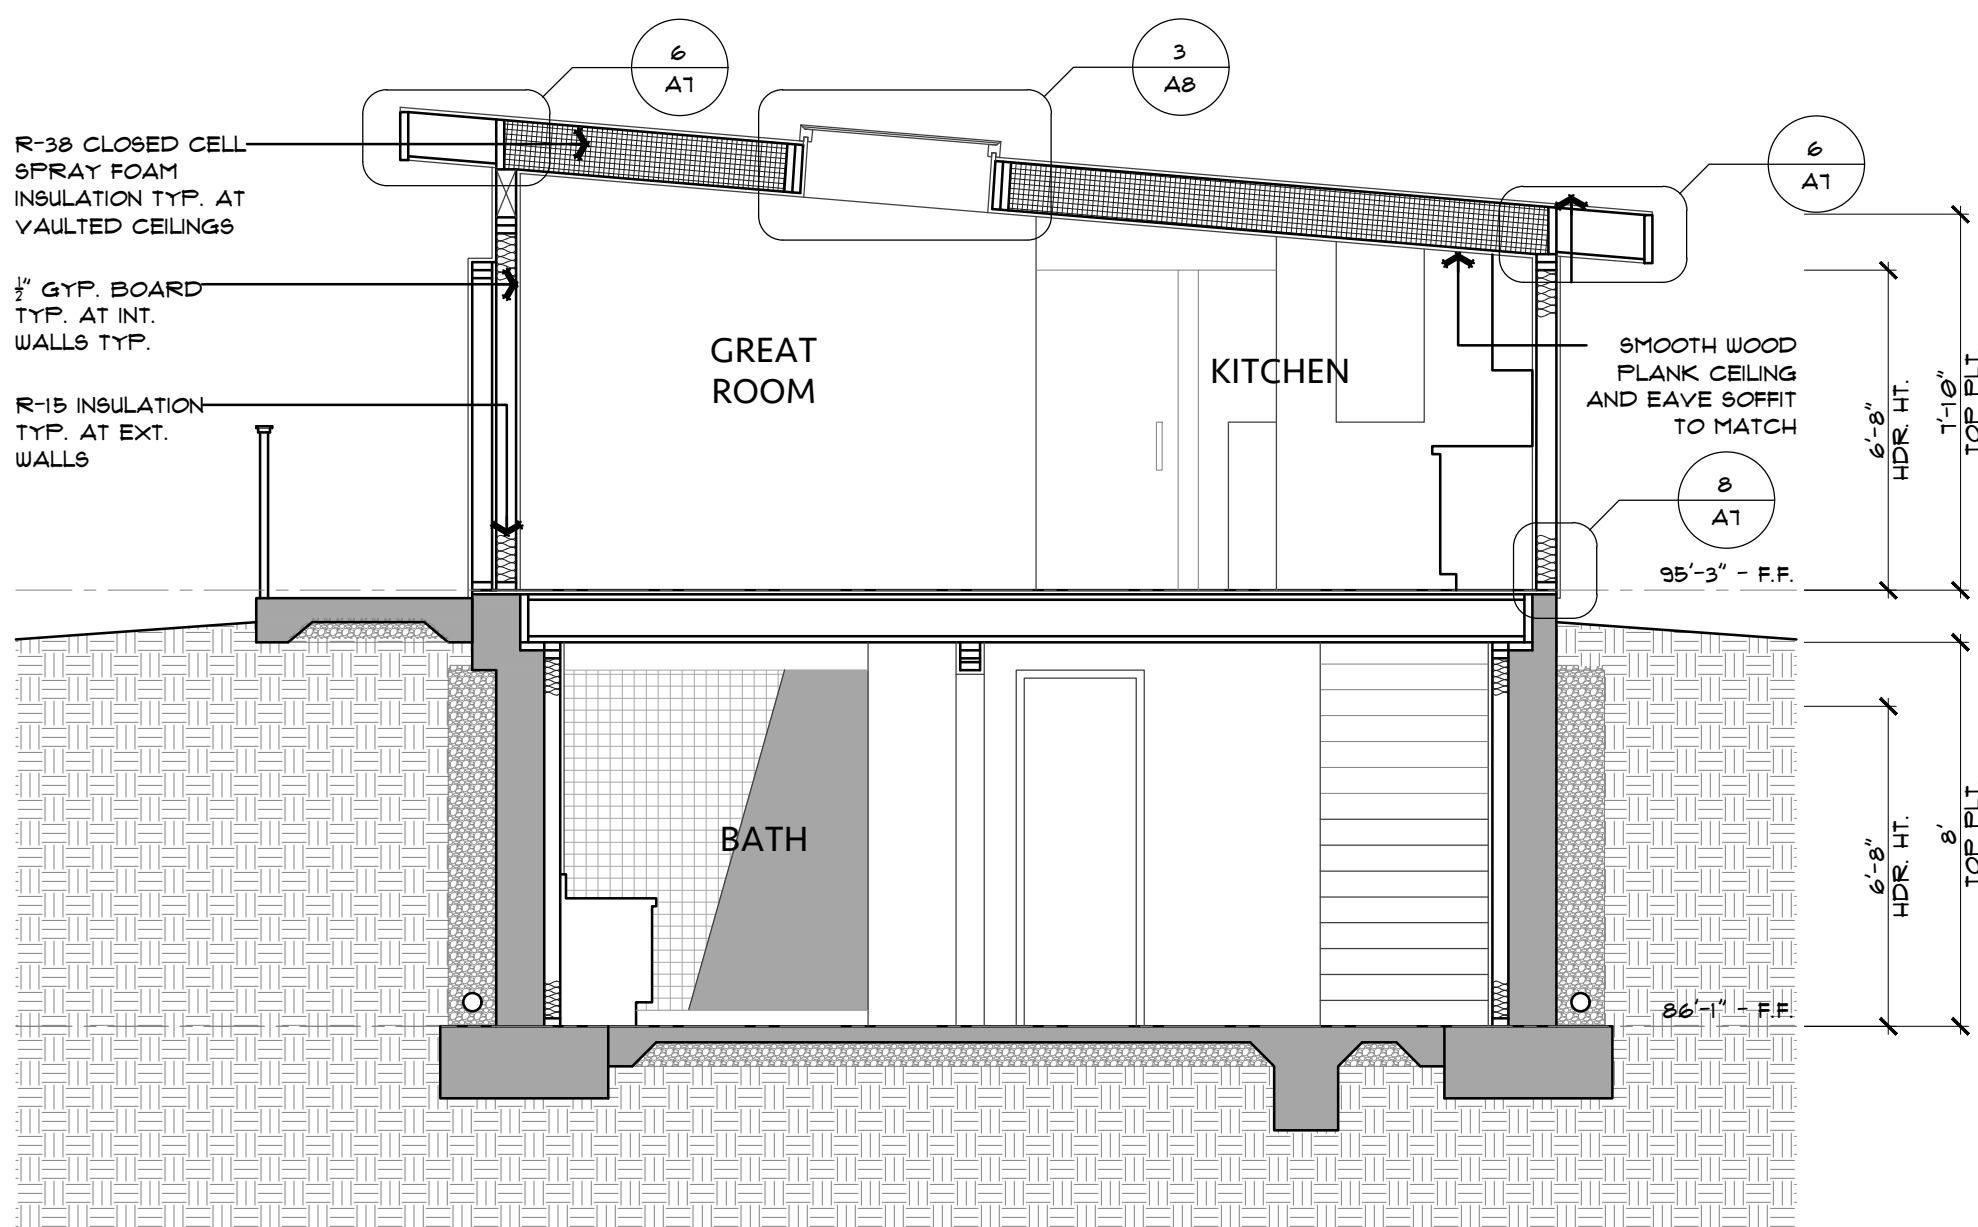 6
A7
3
A8
6
A7
R-38 CLOSED CELL
SPRAY FOAM
INSULATION TYP. AT
VAULTED CEILINGS
½" GYP. BOARD
TYP. AT INT.
WALLS TYP.
R-15 INSULATION
TYP. AT EXT.
WALLS
GREAT
ROOM
KITCHEN
SMOOTH WOOD
PLANK CEILING
AND EAVE SOFFIT
TO MATCH
6'-8"
HDR. HT.
7'-10"
TOP PLT
8
A7
95'-3" - F.F.
BATH
6'-8"
HDR. HT.
8'
TOP PLT
86'-1" - F.F.